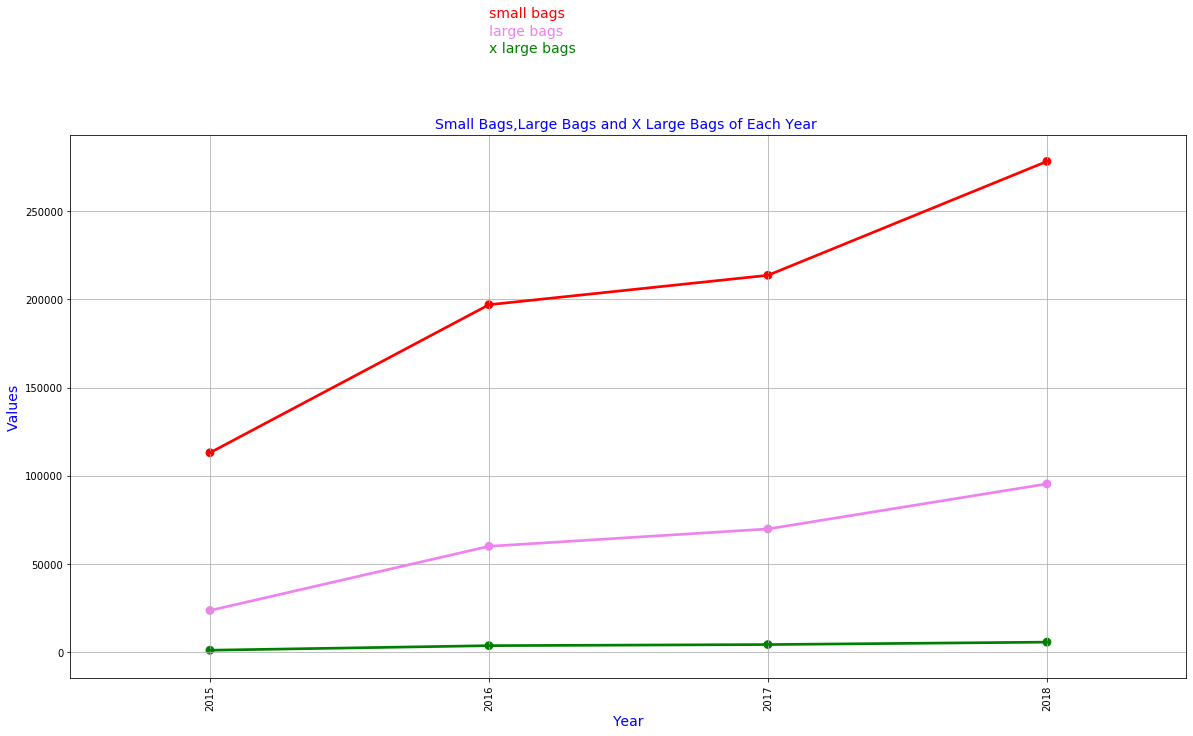 small bags
large bags
x large bags
Small Bags,Large Bags and X Large Bags of Each Year
250000
200000
150000
100000
50000
0
Values
2015
2016
2017
2018
Year